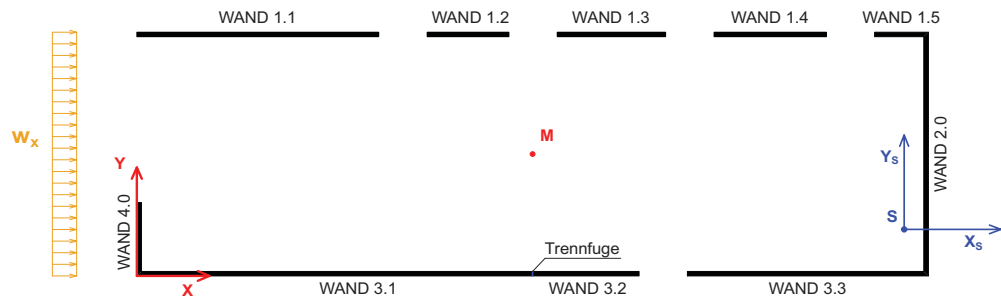 WAND 1.1
WAND 1.2
WAND 1.3
WAND 1.4
WAND 1.5
Wx
M
Y
WAND 4.0
X
Ys
S
Xs
WAND 2.0
Trennfuge
WAND 3.1
WAND 3.2
WAND 3.3